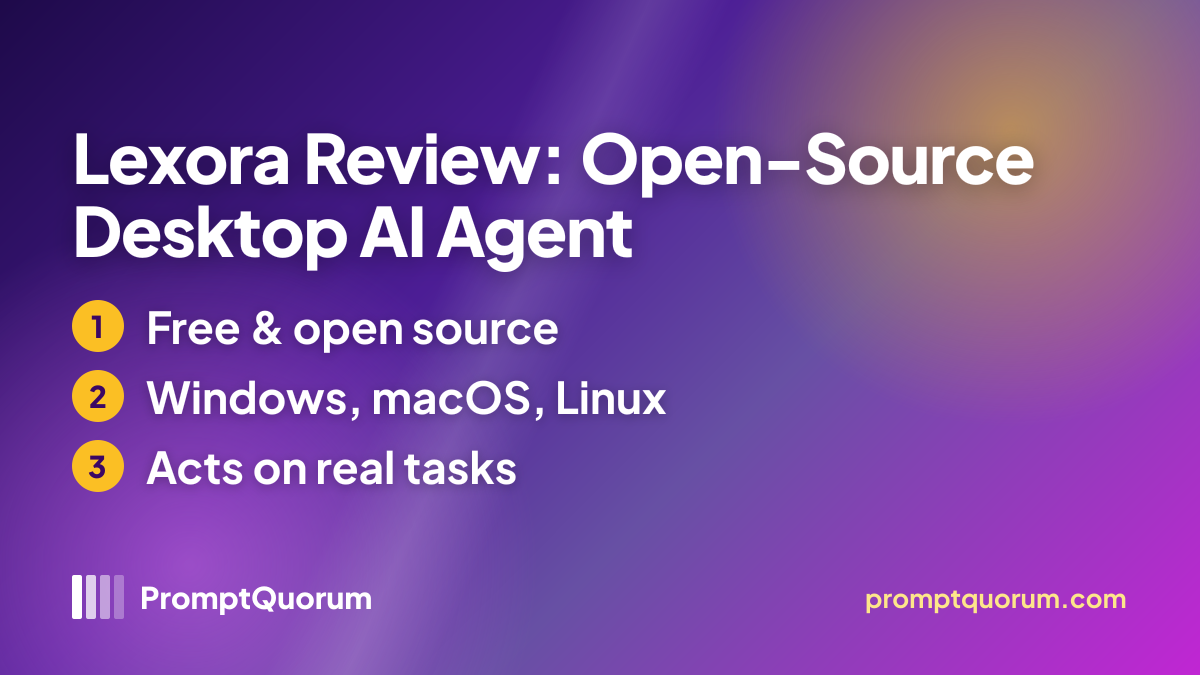 Lexora Review: Open-Source
Desktop AI Agent
1 Free & open source
2 Windows, macOS, Linux
3 Acts on real tasks
PromptQuorum
promptquorum.com